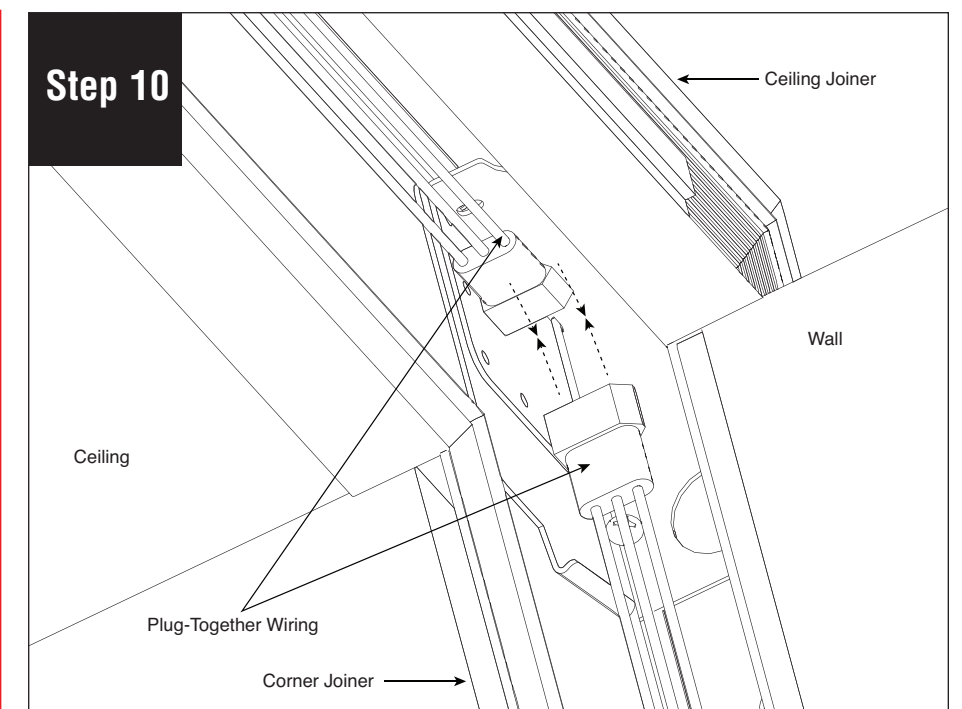 Step 10
Ceiling Joiner
Wall
Ceiling
Plug-Together Wiring
Corner Joiner